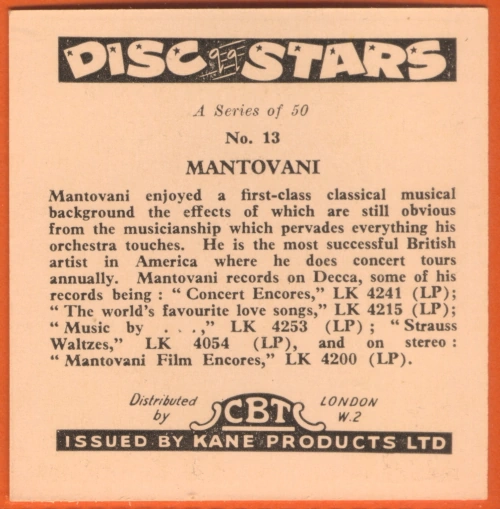 DISC STARS
A Series of 50
No. 13
MANTOVANI
Mantovani enjoyed a first-class classical musical
background the effects of which are still obvious
from the musicianship which pervades everything his
orchestra touches. He is the most successful British
artist in America where he does concert tours
annually. Mantovani records on Decca, some of his
records being : “ Concert Encores,” LK 4241 (LP);
“ The world's favourite love songs,” LK 4215 (LP);
“ Music by . . .,” LK 4253 (LP) ; “ Strauss
Waltzes,” LK 4054 (LP), and on stereo :
“ Mantovani Film Encores,” LK 4200 (LP).
Distributed by CBT LONDON W.2
ISSUED BY KANE PRODUCTS LTD